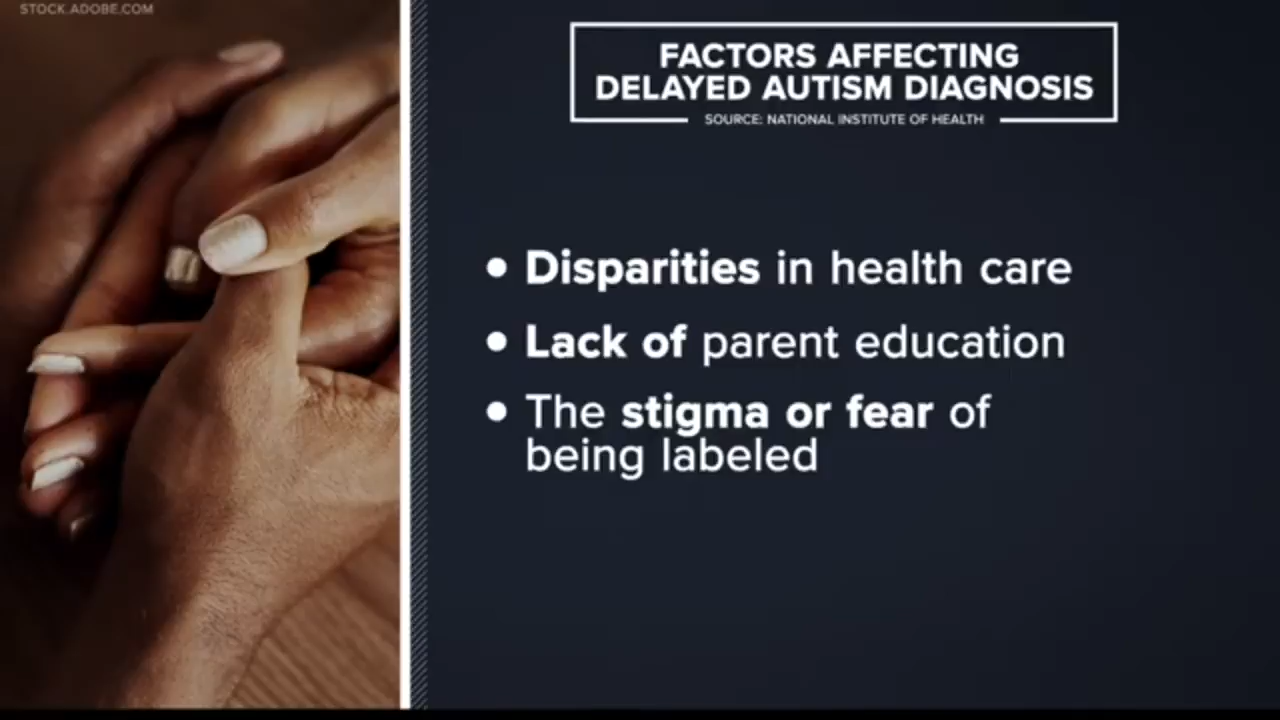 STOCK.ADOBE.COM
FACTORS AFFECTING
DELAYED AUTISM DIAGNOSIS
SOURCE: NATIONAL INSTITUTE OF HEALTH
• Disparities in health care
• Lack of parent education
• The stigma or fear of
being labeled